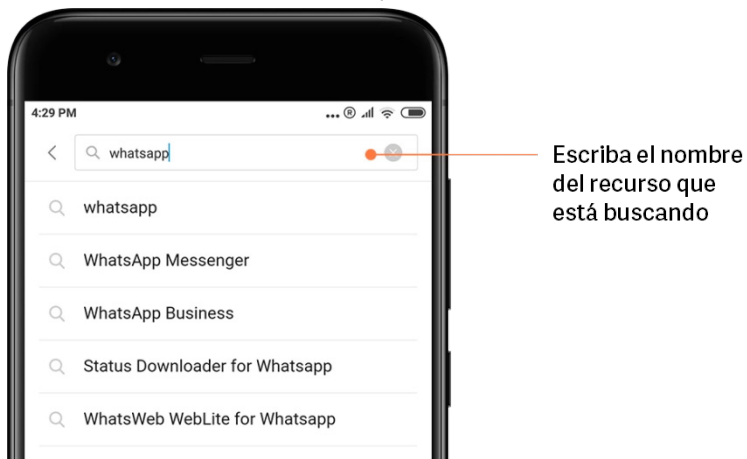 4:29 PM
... ®
whatsapp
whatsapp
WhatsApp Messenger
WhatsApp Business
Status Downloader for Whatsapp
WhatsWeb WebLite for Whatsapp
Escriba el nombre
del recurso que
está buscando